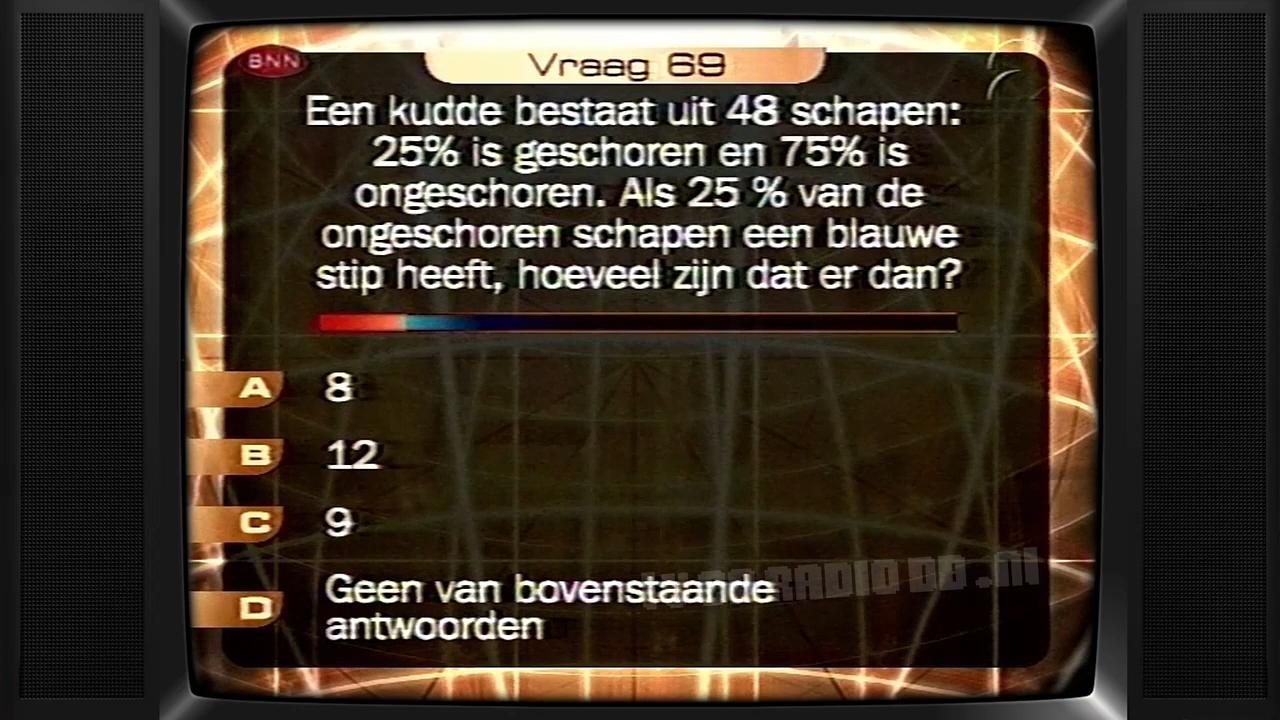 BNN
Vraag 69
Een kudde bestaat uit 48 schapen:
25% is geschoren en 75% is
ongeschoren. Als 25 % van de
ongeschoren schapen een blauwe
stip heeft, hoeveel zijn dat er dan?
A 8
B 12
C 9
D Geen van bovenstaande
antwoorden